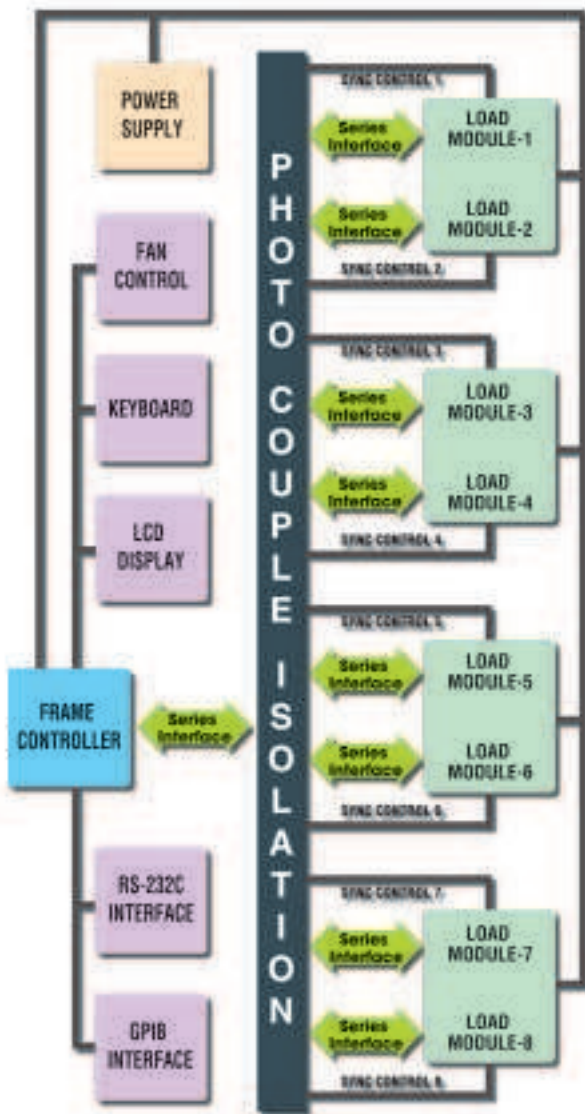 POWER
SUPPLY
FAN
CONTROL
KEYBOARD
LCD
DISPLAY
FRAME
CONTROLLER
Series
Interface
RS-232C
INTERFACE
GPIB
INTERFACE
PHOTO COUPLE ISOLATION
SYNC CONTROL 1.
Series
Interface
LOAD
MODULE-1
Series
Interface
LOAD
MODULE-2
SYNC CONTROL 2.
SYNC CONTROL 3.
Series
Interface
LOAD
MODULE-3
Series
Interface
LOAD
MODULE-4
SYNC CONTROL 4.
SYNC CONTROL 5.
Series
Interface
LOAD
MODULE-5
Series
Interface
LOAD
MODULE-6
SYNC CONTROL 6.
SYNC CONTROL 7.
Series
Interface
LOAD
MODULE-7
Series
Interface
LOAD
MODULE-8
SYNC CONTROL 8.